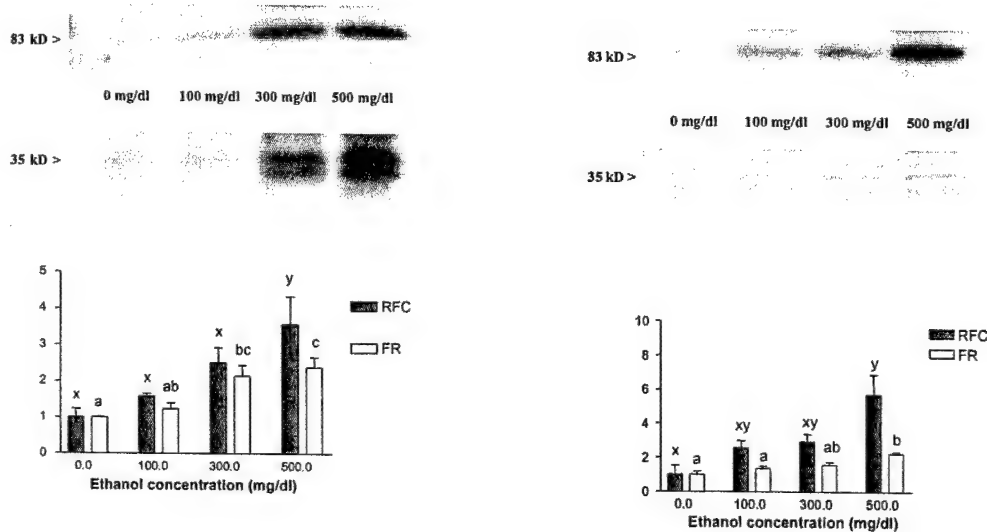 83 kD >
0 mg/dl 100 mg/dl 300 mg/dl 500 mg/dl
35 kD >
5
4
3
2
1
0
x a x ab x bc y c
RFC
FR
0.0 100.0 300.0 500.0
Ethanol concentration (mg/dl)
83 kD >
0 mg/dl 100 mg/dl 300 mg/dl 500 mg/dl
35 kD >
10
8
6
4
2
0
x a xy a xy ab y b
RFC
FR
0.0 100.0 300.0 500.0
Ethanol concentration (mg/dl)